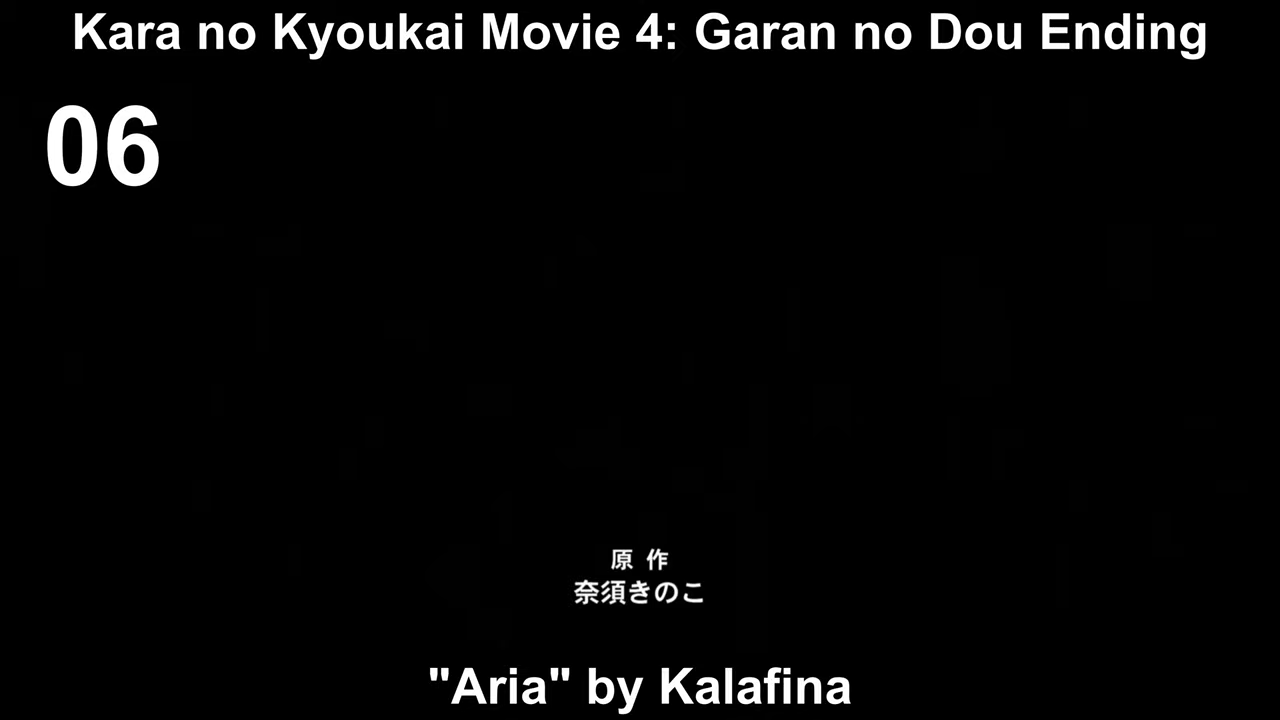 Kara no Kyoukai Movie 4: Garan no Dou Ending
06
原 作
奈須きのこ
"Aria" by Kalafina